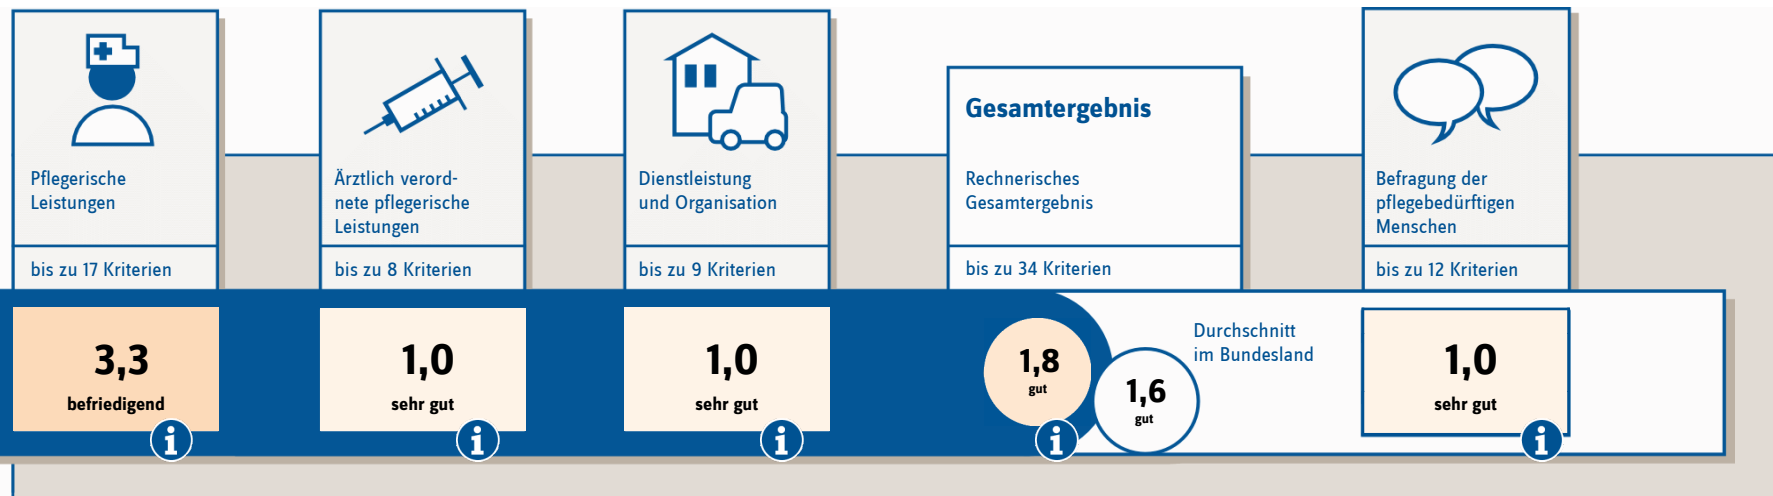 Pflegerische
Leistungen
bis zu 17 Kriterien
3,3
befriedigend
Ärztlich verord-
nete pflegerische
Leistungen
bis zu 8 Kriterien
1,0
sehr gut
Dienstleistung
und Organisation
bis zu 9 Kriterien
1,0
sehr gut
Gesamtergebnis
Rechnerisches
Gesamtergebnis
bis zu 34 Kriterien
1,8
gut
Durchschnitt
im Bundesland
1,6
gut
Befragung der
pflegebedürftigen
Menschen
bis zu 12 Kriterien
1,0
sehr gut